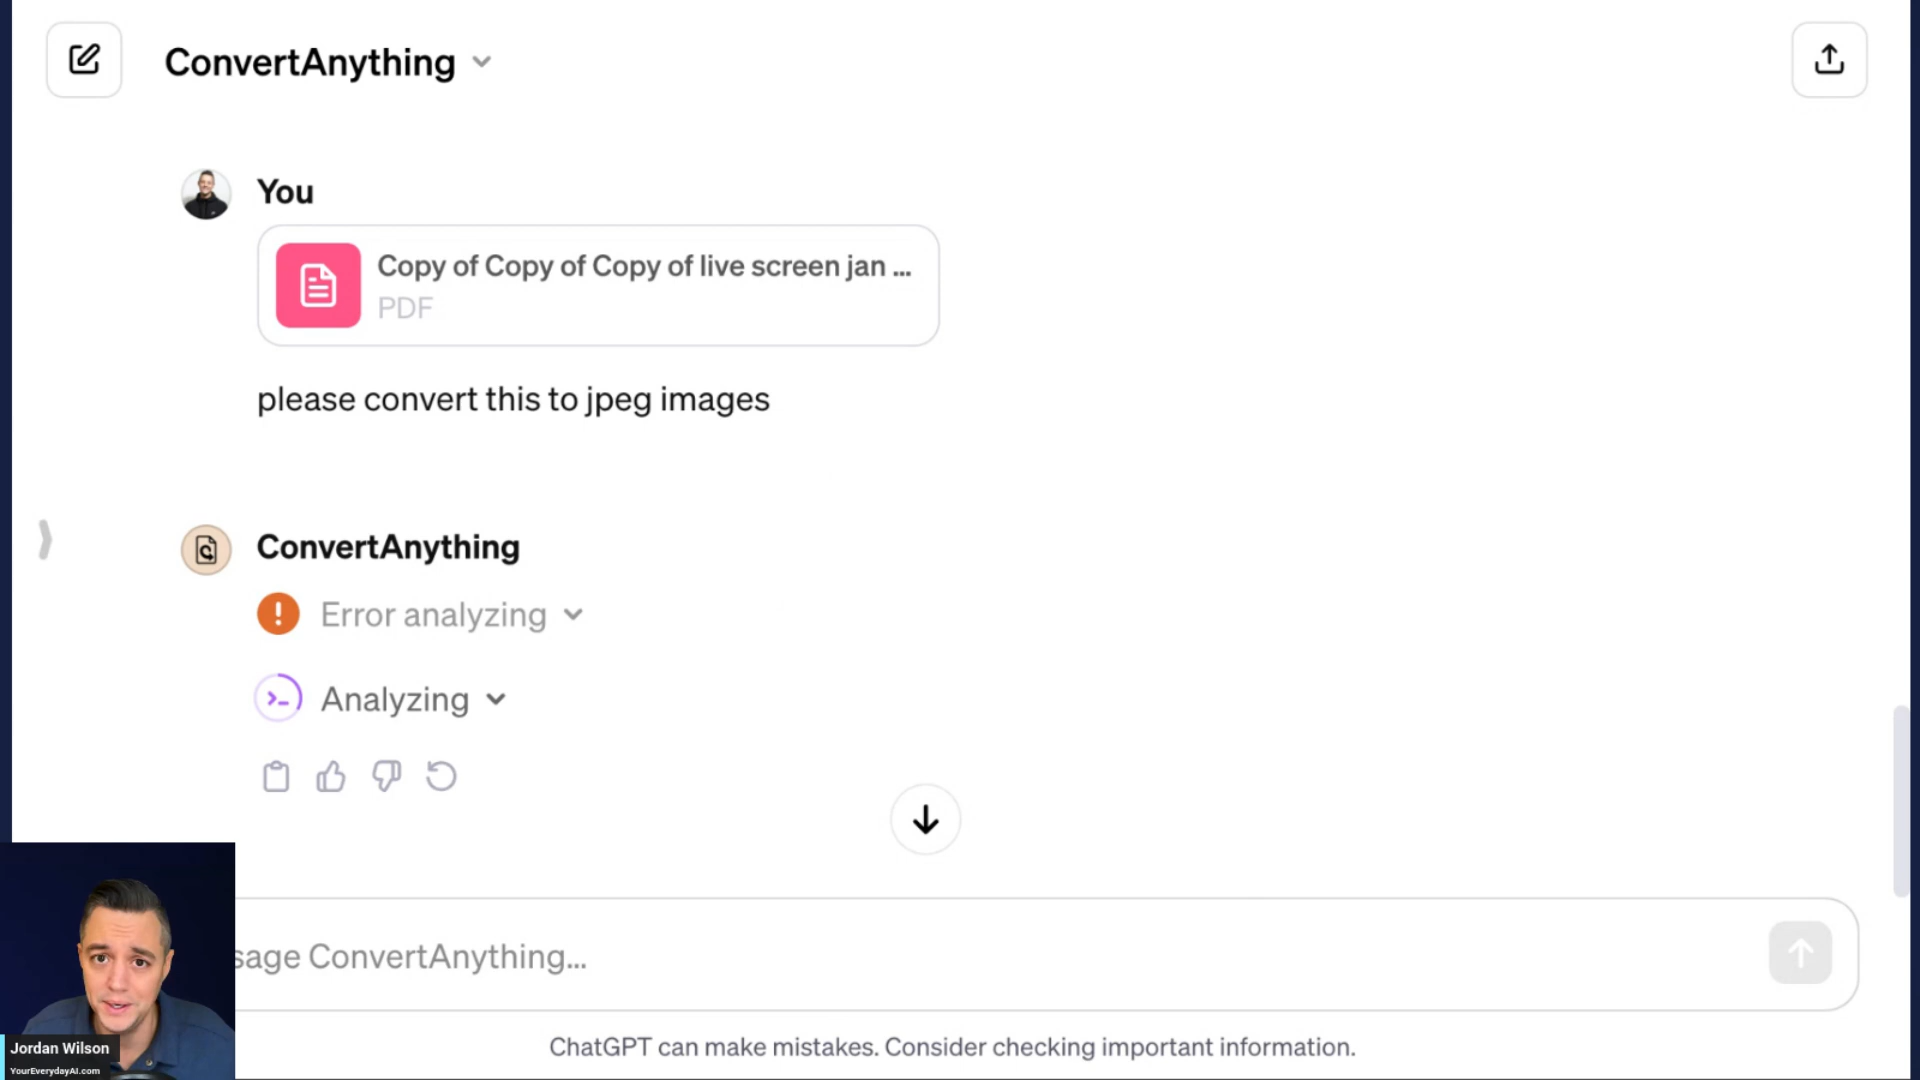 ConvertAnything
You
Copy of Copy of Copy of live screen jan ...
PDF
please convert this to jpeg images
ConvertAnything
Error analyzing
Analyzing
sage ConvertAnything...
ChatGPT can make mistakes. Consider checking important information.
Jordan Wilson
YourEverydayAI.com